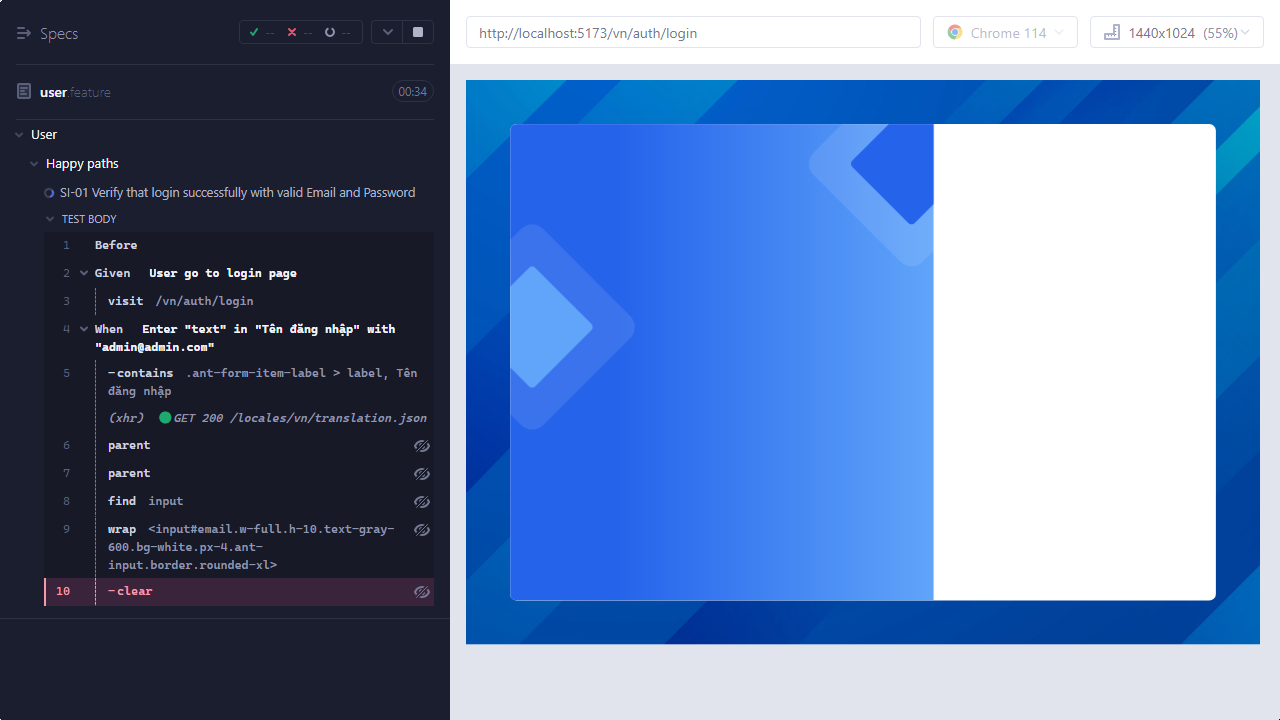 Specs
-- -- --
http://localhost:5173/vn/auth/login
Chrome 114
1440x1024 (55%)
user.feature
00:34
User
Happy paths
SI-01 Verify that login successfully with valid Email and Password
TEST BODY
1 Before
2 Given User go to login page
3 visit /vn/auth/login
4 When Enter "text" in "Tên đăng nhập" with
"admin@admin.com"
5 -contains .ant-form-item-label > label, Tên
đăng nhập
(xhr) GET 200 /locales/vn/translation.json
6 parent
7 parent
8 find input
9 wrap <input#email.w-full.h-10.text-gray-
600.bg-white.px-4.ant-
input.border.rounded-xl>
10 -clear